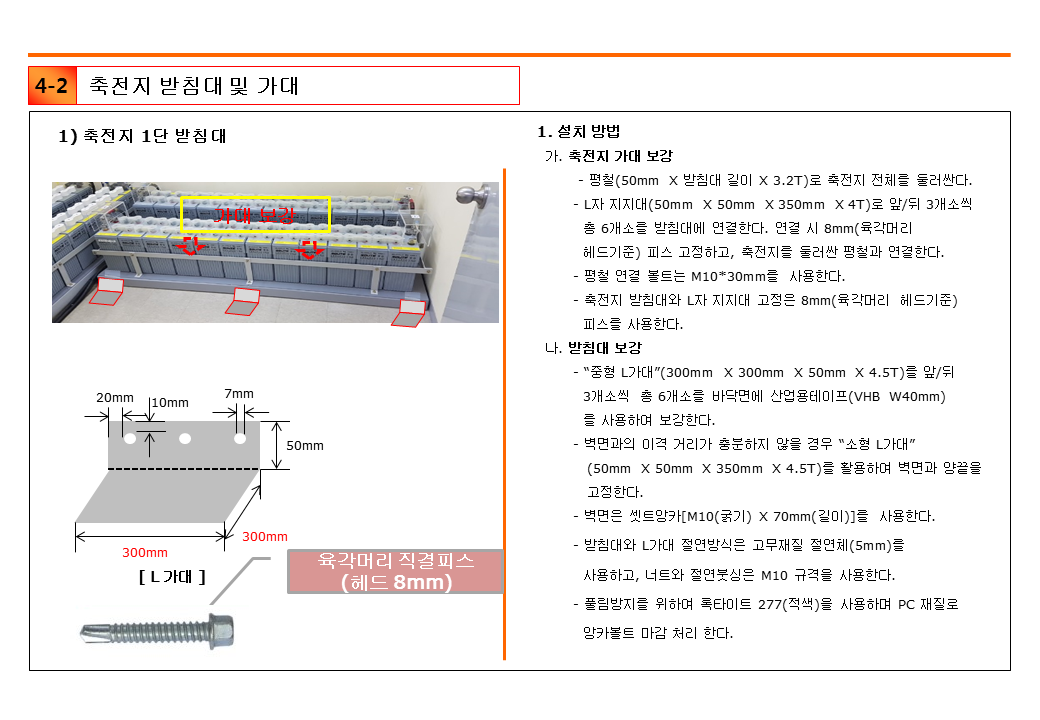 4-2 축전지 받침대 및 가대
1) 축전지 1단 받침대
가대 보강
20mm
10mm
7mm
50mm
300mm
300mm
[ L 가대 ]
육각머리 직결피스
(헤드 8mm)
1. 설치 방법
가. 축전지 가대 보강
- 평철(50mm X 받침대 길이 X 3.2T)로 축전지 전체를 둘러싼다.
- L자 지지대(50mm X 50mm X 350mm X 4T)로 앞/뒤 3개소씩
총 6개소를 받침대에 연결한다. 연결 시 8mm(육각머리
헤드기준) 피스 고정하고, 축전지를 둘러싼 평철과 연결한다.
- 평철 연결 볼트는 M10*30mm를 사용한다.
- 축전지 받침대와 L자 지지대 고정은 8mm(육각머리 헤드기준)
피스를 사용한다.
나. 받침대 보강
- “중형 L가대”(300mm X 300mm X 50mm X 4.5T)를 앞/뒤
3개소씩 총 6개소를 바닥면에 산업용테이프(VHB W40mm)
를 사용하여 보강한다.
- 벽면과의 이격 거리가 충분하지 않을 경우 “소형 L가대”
(50mm X 50mm X 350mm X 4.5T)를 활용하여 벽면과 양끝을
고정한다.
- 벽면은 셋트앙카[M10(굵기) X 70mm(길이)]를 사용한다.
- 받침대와 L가대 절연방식은 고무재질 절연체(5mm)를
사용하고, 너트와 절연붓싱은 M10 규격을 사용한다.
- 풀림방지를 위하여 록타이트 277(적색)을 사용하며 PC 재질로
앙카볼트 마감 처리 한다.